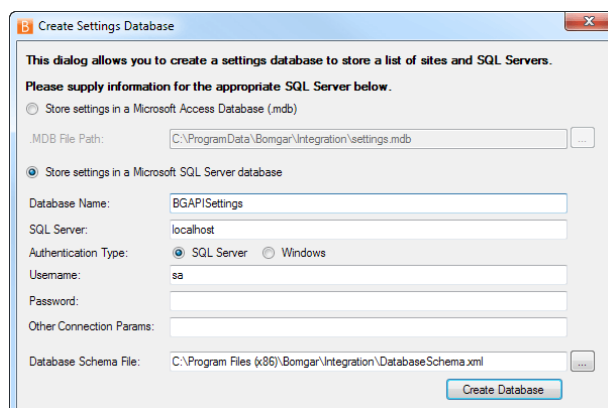 B Create Settings Database
x
This dialog allows you to create a settings database to store a list of sites and SQL Servers.
Please supply information for the appropriate SQL Server below.
Store settings in a Microsoft Access Database (.mdb)
.MDB File Path: C:\ProgramData\Bomgar\Integration\settings.mdb ...
Store settings in a Microsoft SQL Server database
Database Name: BGAPISettings
SQL Server: localhost
Authentication Type: SQL Server Windows
Username: sa
Password:
Other Connection Params:
Database Schema File: C:\Program Files (x86)\Bomgar\Integration\DatabaseSchema.xml ...
Create Database